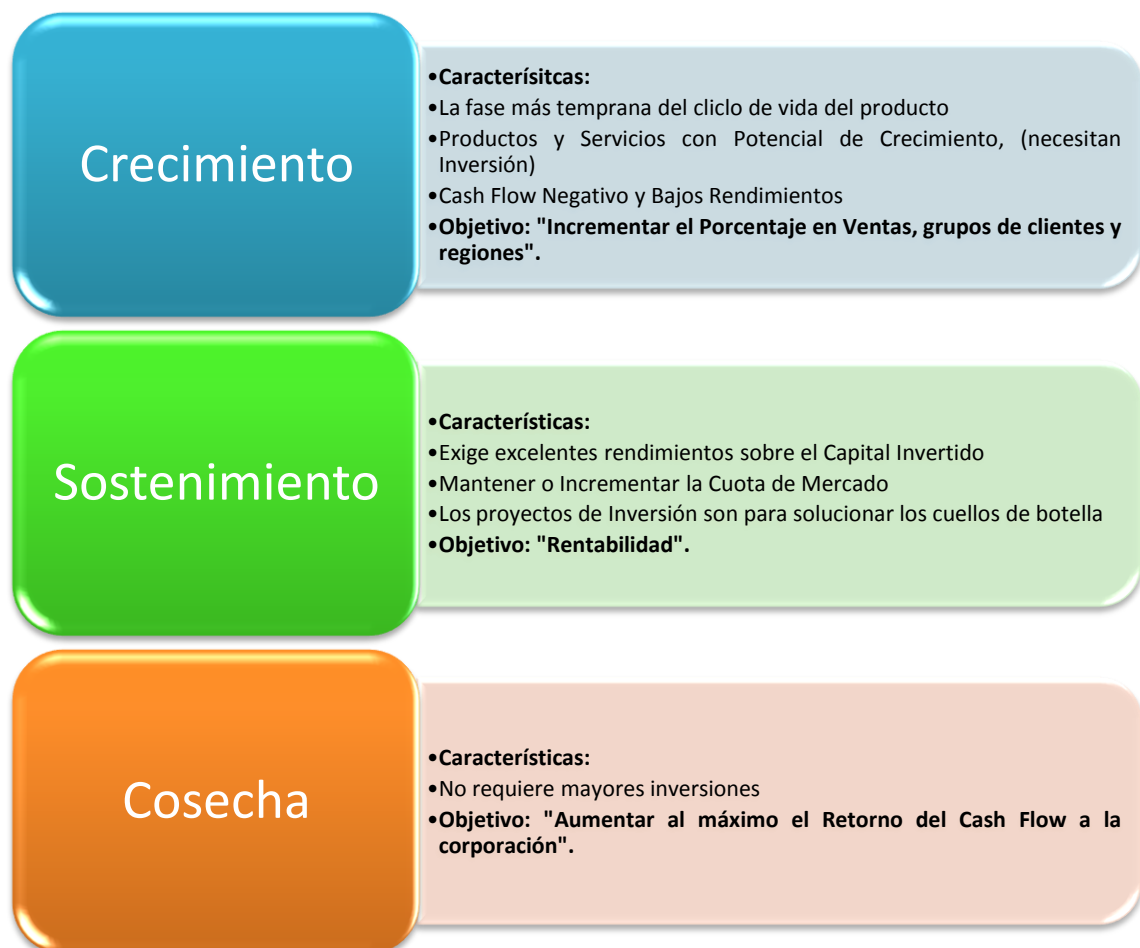 Crecimiento
•Caracterísitcas:
•La fase más temprana del cliclo de vida del producto
•Productos y Servicios con Potencial de Crecimiento, (necesitan
Inversión)
•Cash Flow Negativo y Bajos Rendimientos
•Objetivo: "Incrementar el Porcentaje en Ventas, grupos de clientes y
regiones".
Sostenimiento
•Características:
•Exige excelentes rendimientos sobre el Capital Invertido
•Mantener o Incrementar la Cuota de Mercado
•Los proyectos de Inversión son para solucionar los cuellos de botella
•Objetivo: "Rentabilidad".
Cosecha
•Características:
•No requiere mayores inversiones
•Objetivo: "Aumentar al máximo el Retorno del Cash Flow a la
corporación".